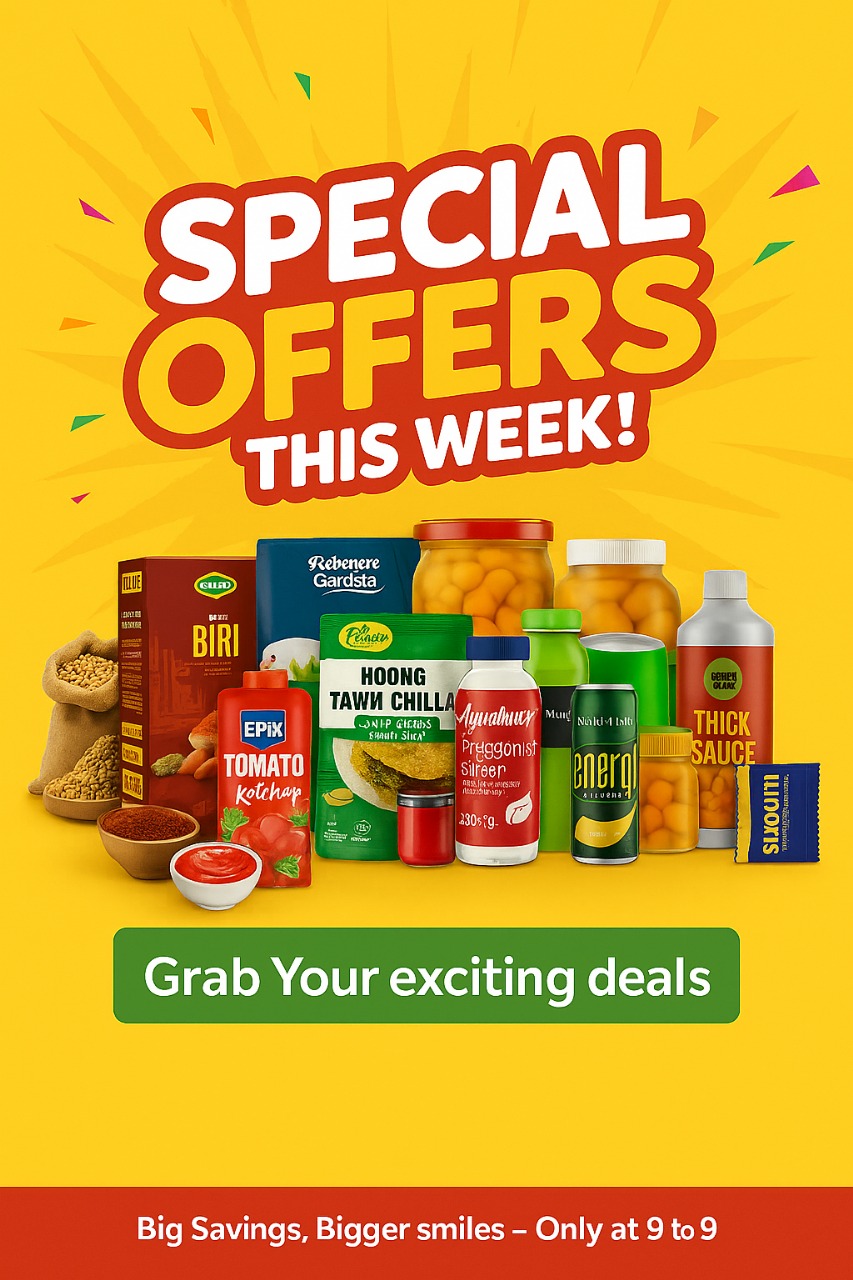 SPECIAL
OFFERS
THIS WEEK!
Rebenere
Gardsta
BIRI
HOONG
TAWN CHILLA
EPiX
TOMATO
Kotchap
energi
THICK
SAUCE
Grab Your exciting deals
Big Savings, Bigger smiles – Only at 9 to 9